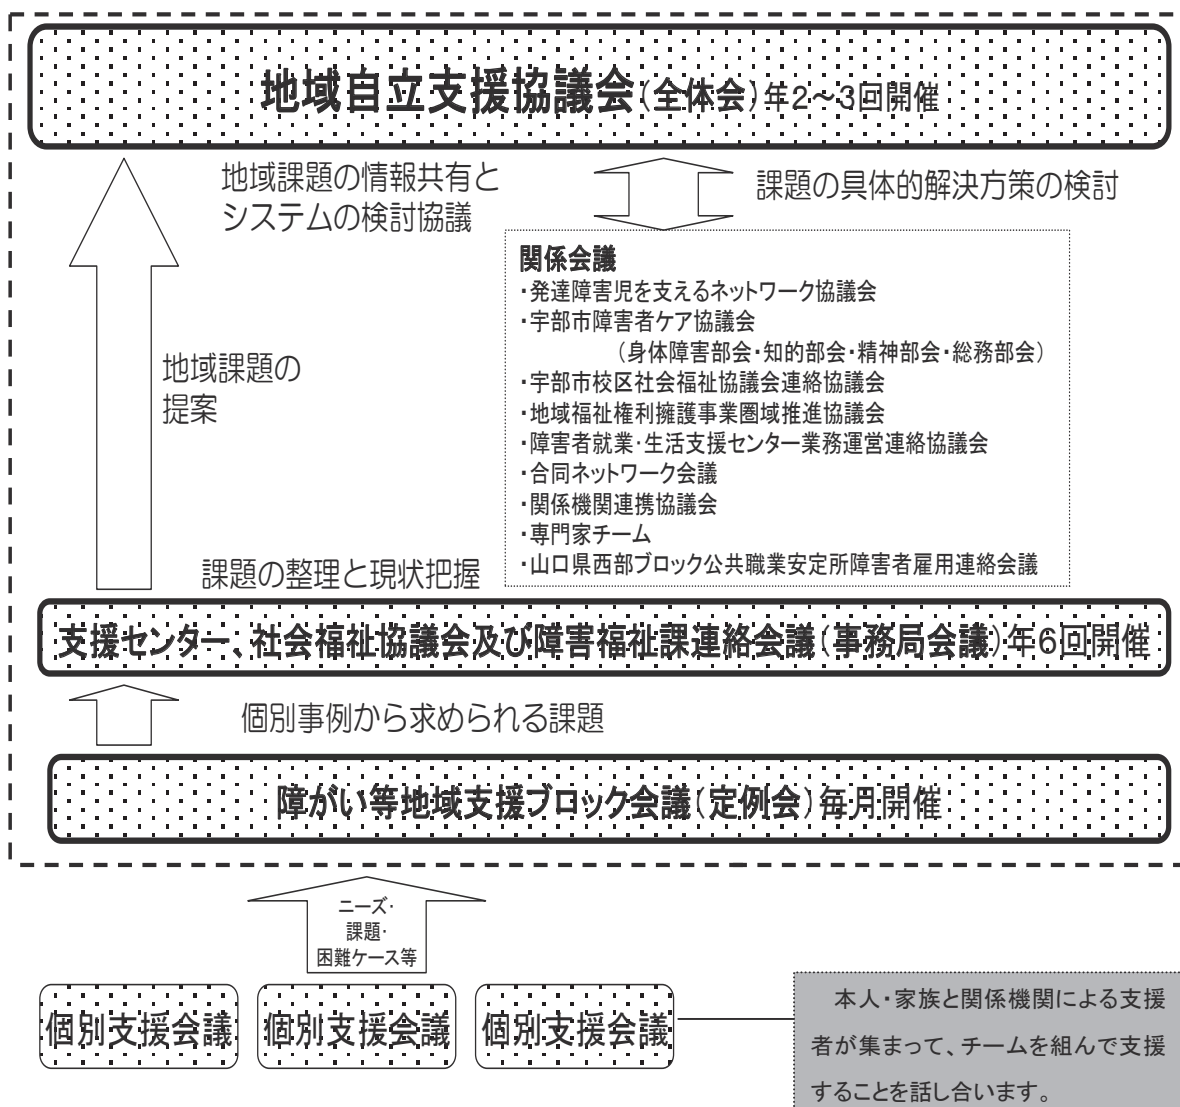 地域自立支援協議会(全体会)年2～3回開催
地域課題の情報共有と
システムの検討協議
課題の具体的解決方策の検討
関係会議
・発達障害児を支えるネットワーク協議会
・宇部市障害者ケア協議会
(身体障害部会・知的部会・精神部会・総務部会)
・宇部市校区社会福祉協議会連絡協議会
・地域福祉権利擁護事業圏域推進協議会
・障害者就業・生活支援センター業務運営連絡協議会
・合同ネットワーク会議
・関係機関連携協議会
・専門家チーム
・山口県西部ブロック公共職業安定所障害者雇用連絡会議
地域課題の
提案
課題の整理と現状把握
支援センター、社会福祉協議会及び障害福祉課連絡会議(事務局会議)年6回開催
個別事例から求められる課題
障がい等地域支援ブロック会議(定例会)毎月開催
ニーズ・
課題・
困難ケース等
個別支援会議
個別支援会議
個別支援会議
本人・家族と関係機関による支援
者が集まって、チームを組んで支援
することを話し合います。